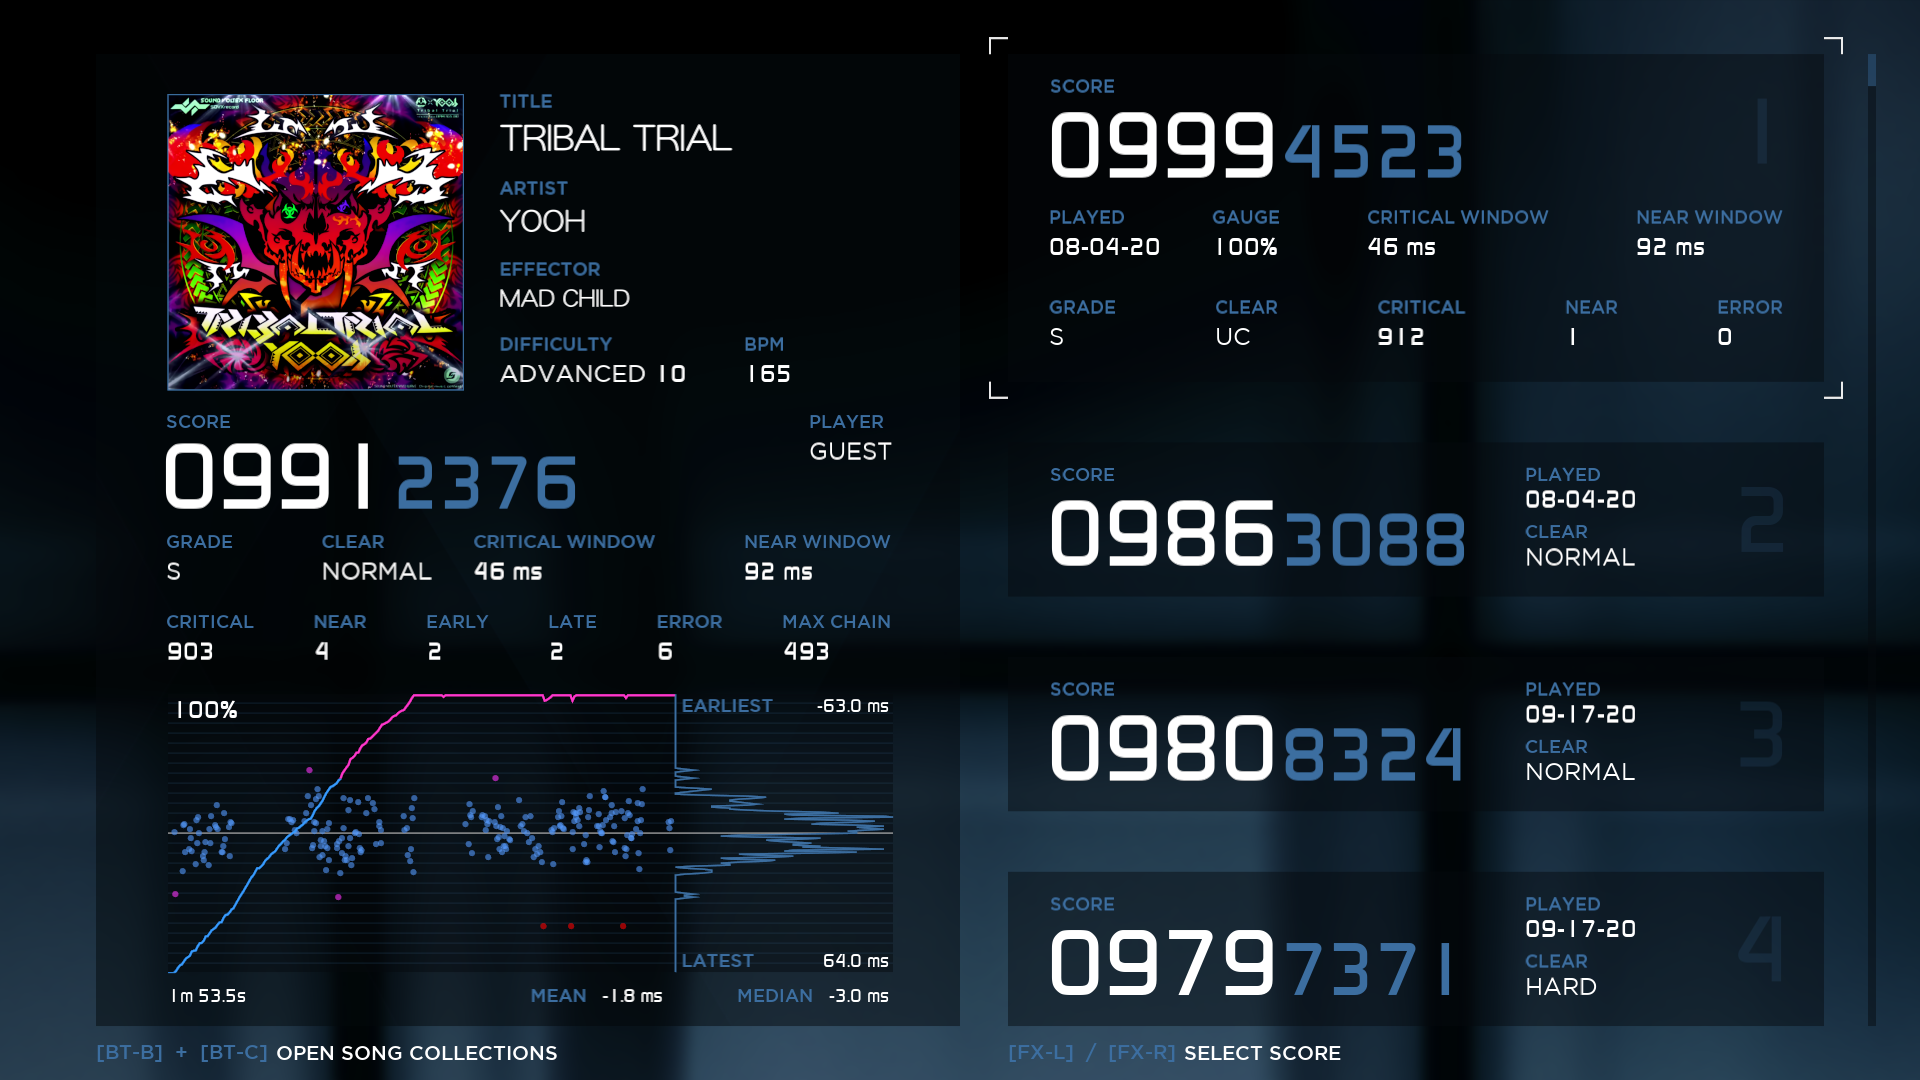 SOUND VOLTEX FLOOR
TRIBAL TRIAL
YOOH
TITLE
TRIBAL TRIAL
ARTIST
YOOH
EFFECTOR
MAD CHILD
DIFFICULTY BPM
ADVANCED 10 165
SCORE PLAYER
09912376 GUEST
GRADE CLEAR CRITICAL WINDOW NEAR WINDOW
S NORMAL 46 ms 92 ms
CRITICAL NEAR EARLY LATE ERROR MAX CHAIN
903 4 2 2 6 493
100% EARLIEST -63.0 ms
LATEST 64.0 ms
1m 53.5s MEAN -1.8 ms MEDIAN -3.0 ms
[BT-B] + [BT-C] OPEN SONG COLLECTIONS
SCORE
09994523 1
PLAYED GAUGE CRITICAL WINDOW NEAR WINDOW
08-04-20 100% 46 ms 92 ms
GRADE CLEAR CRITICAL NEAR ERROR
S UC 912 1 0
SCORE PLAYED
09863088 08-04-20 2
CLEAR
NORMAL
SCORE PLAYED
09808324 09-17-20 3
CLEAR
NORMAL
SCORE PLAYED
09797371 09-17-20 4
CLEAR
HARD
[FX-L] / [FX-R] SELECT SCORE